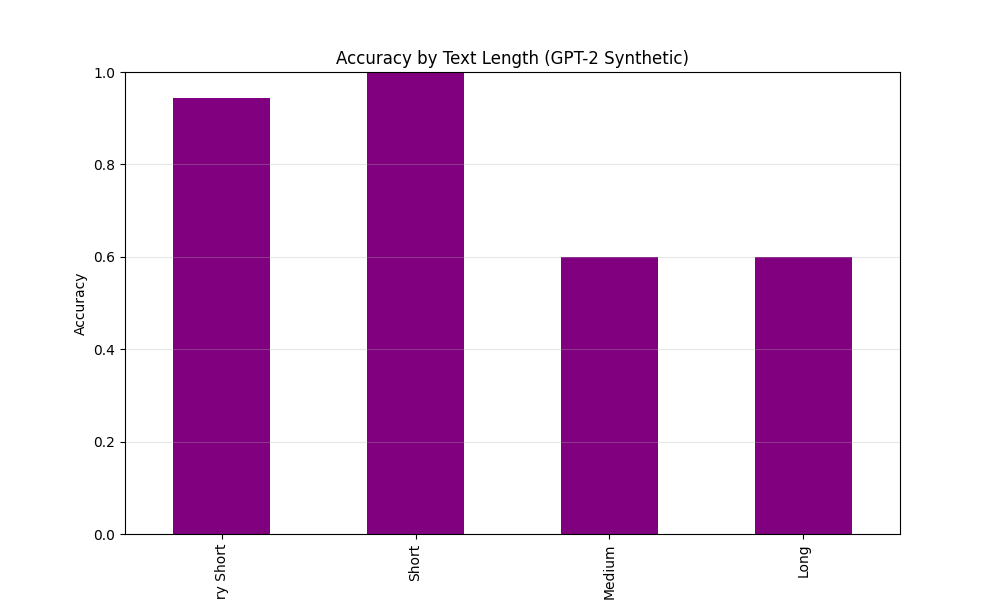 Accuracy by Text Length (GPT-2 Synthetic)
1.0
0.8
0.6
0.4
0.2
0.0
Accuracy
ry Short
Short
Medium
Long